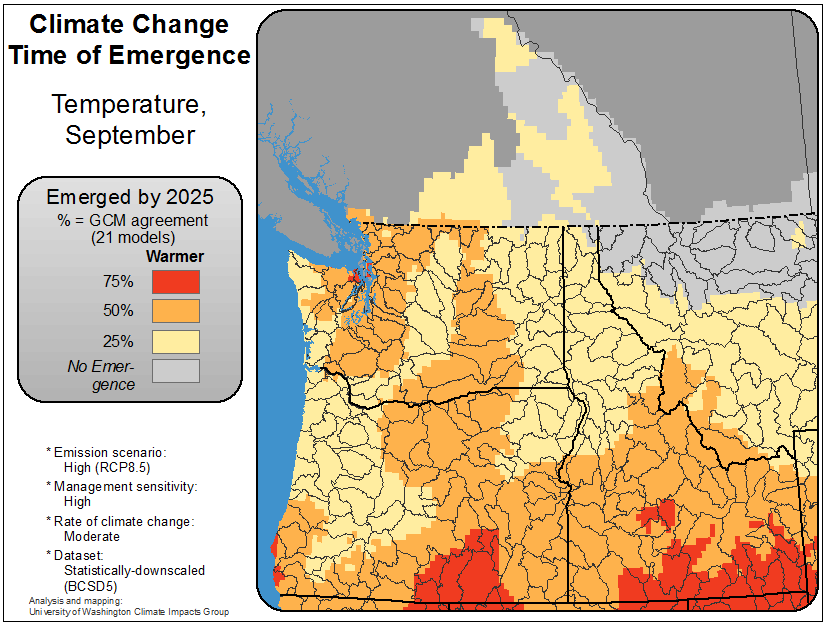 Climate Change
Time of Emergence
Temperature,
September
Emerged by 2025
% = GCM agreement
(21 models)
Warmer
75%
50%
25%
No Emer-
gence
* Emission scenario:
High (RCP8.5)
* Management sensitivity:
High
* Rate of climate change:
Moderate
* Dataset:
Statistically-downscaled
(BCSD5)
Analysis and mapping:
University of Washington Climate Impacts Group